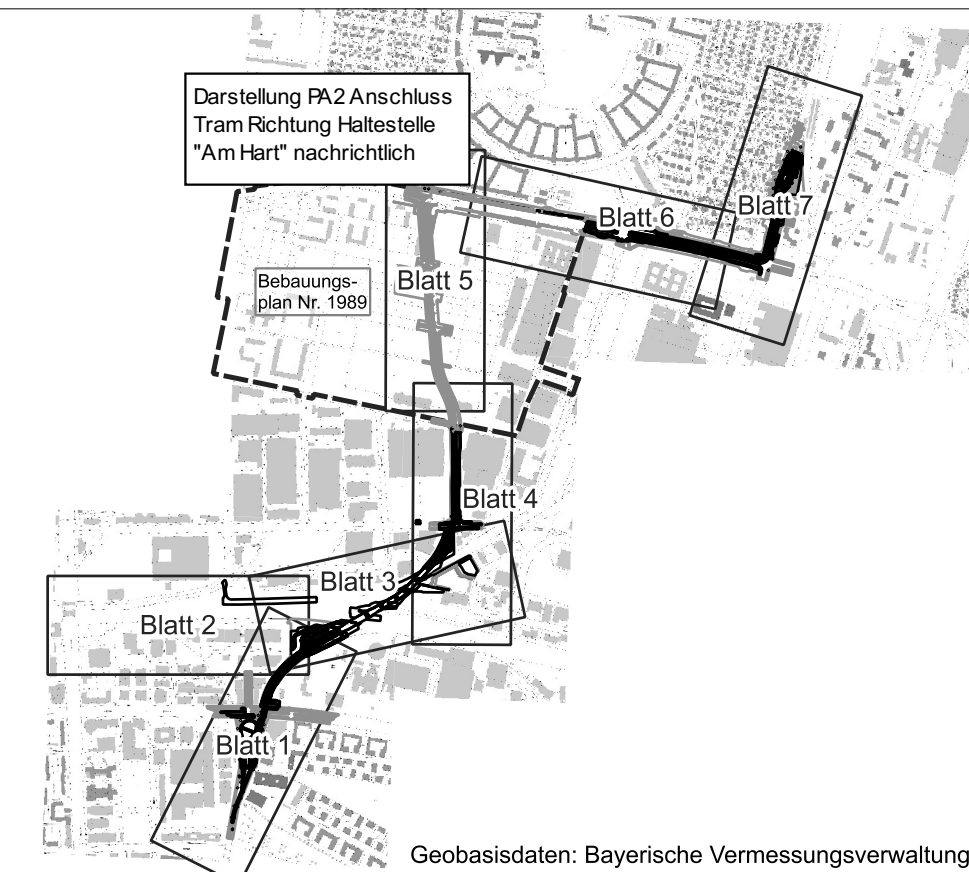 Darstellung PA2 Anschluss
Tram Richtung Haltestelle
"Am Hart" nachrichtlich
Blatt 7
Blatt 6
Blatt 5
Bebauungs-
plan Nr. 1989
Blatt 4
Blatt 3
Blatt 2
Blatt 1
Geobasisdaten: Bayerische Vermessungsverwaltung